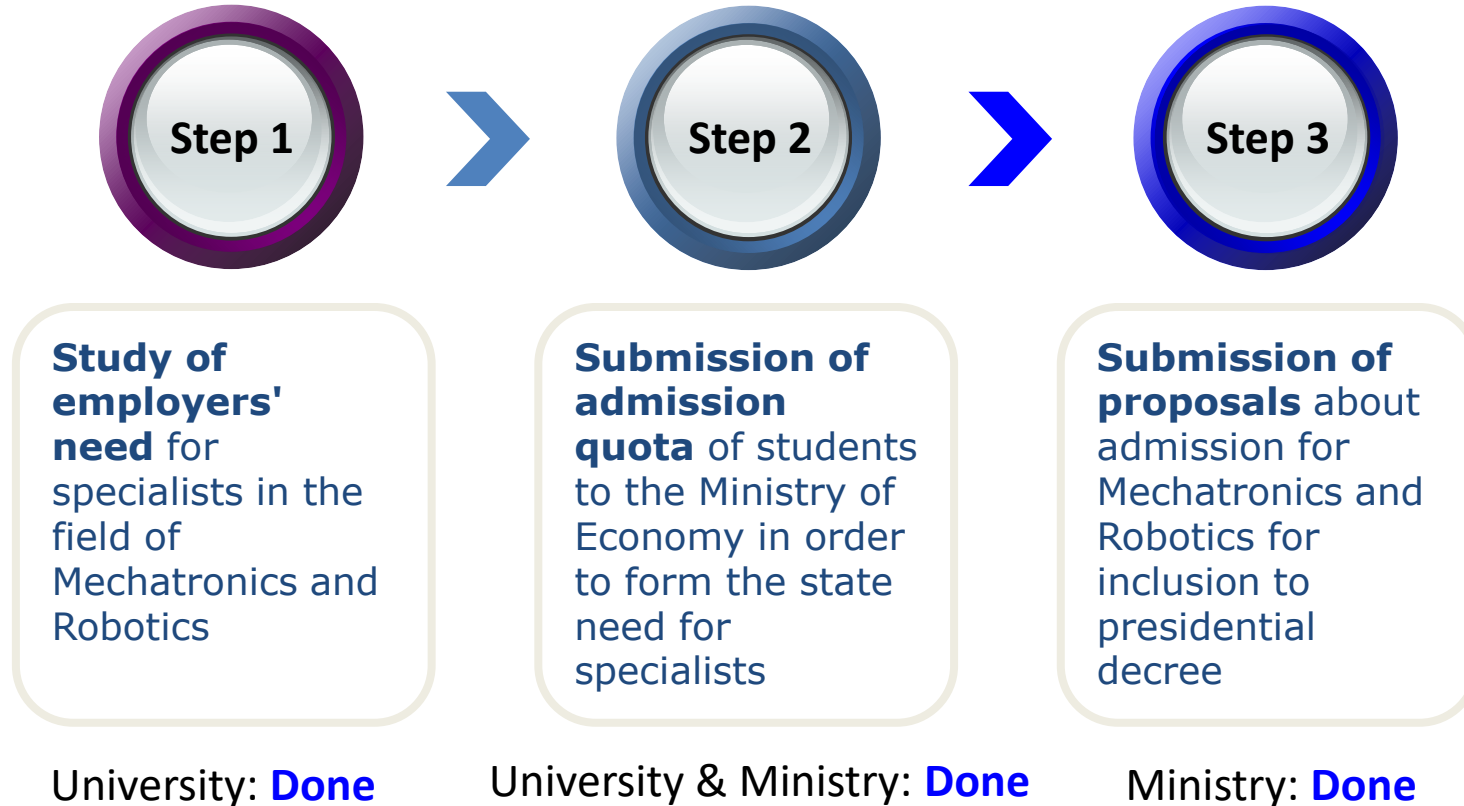 Step 1
Step 2
Step 3
Study of
employers'
need for
specialists in the
field of
Mechatronics and
Robotics
Submission of
admission
quota of students
to the Ministry of
Economy in order
to form the state
need for
specialists
Submission of
proposals about
admission for
Mechatronics and
Robotics for
inclusion to
presidential
decree
University: Done
University & Ministry: Done
Ministry: Done